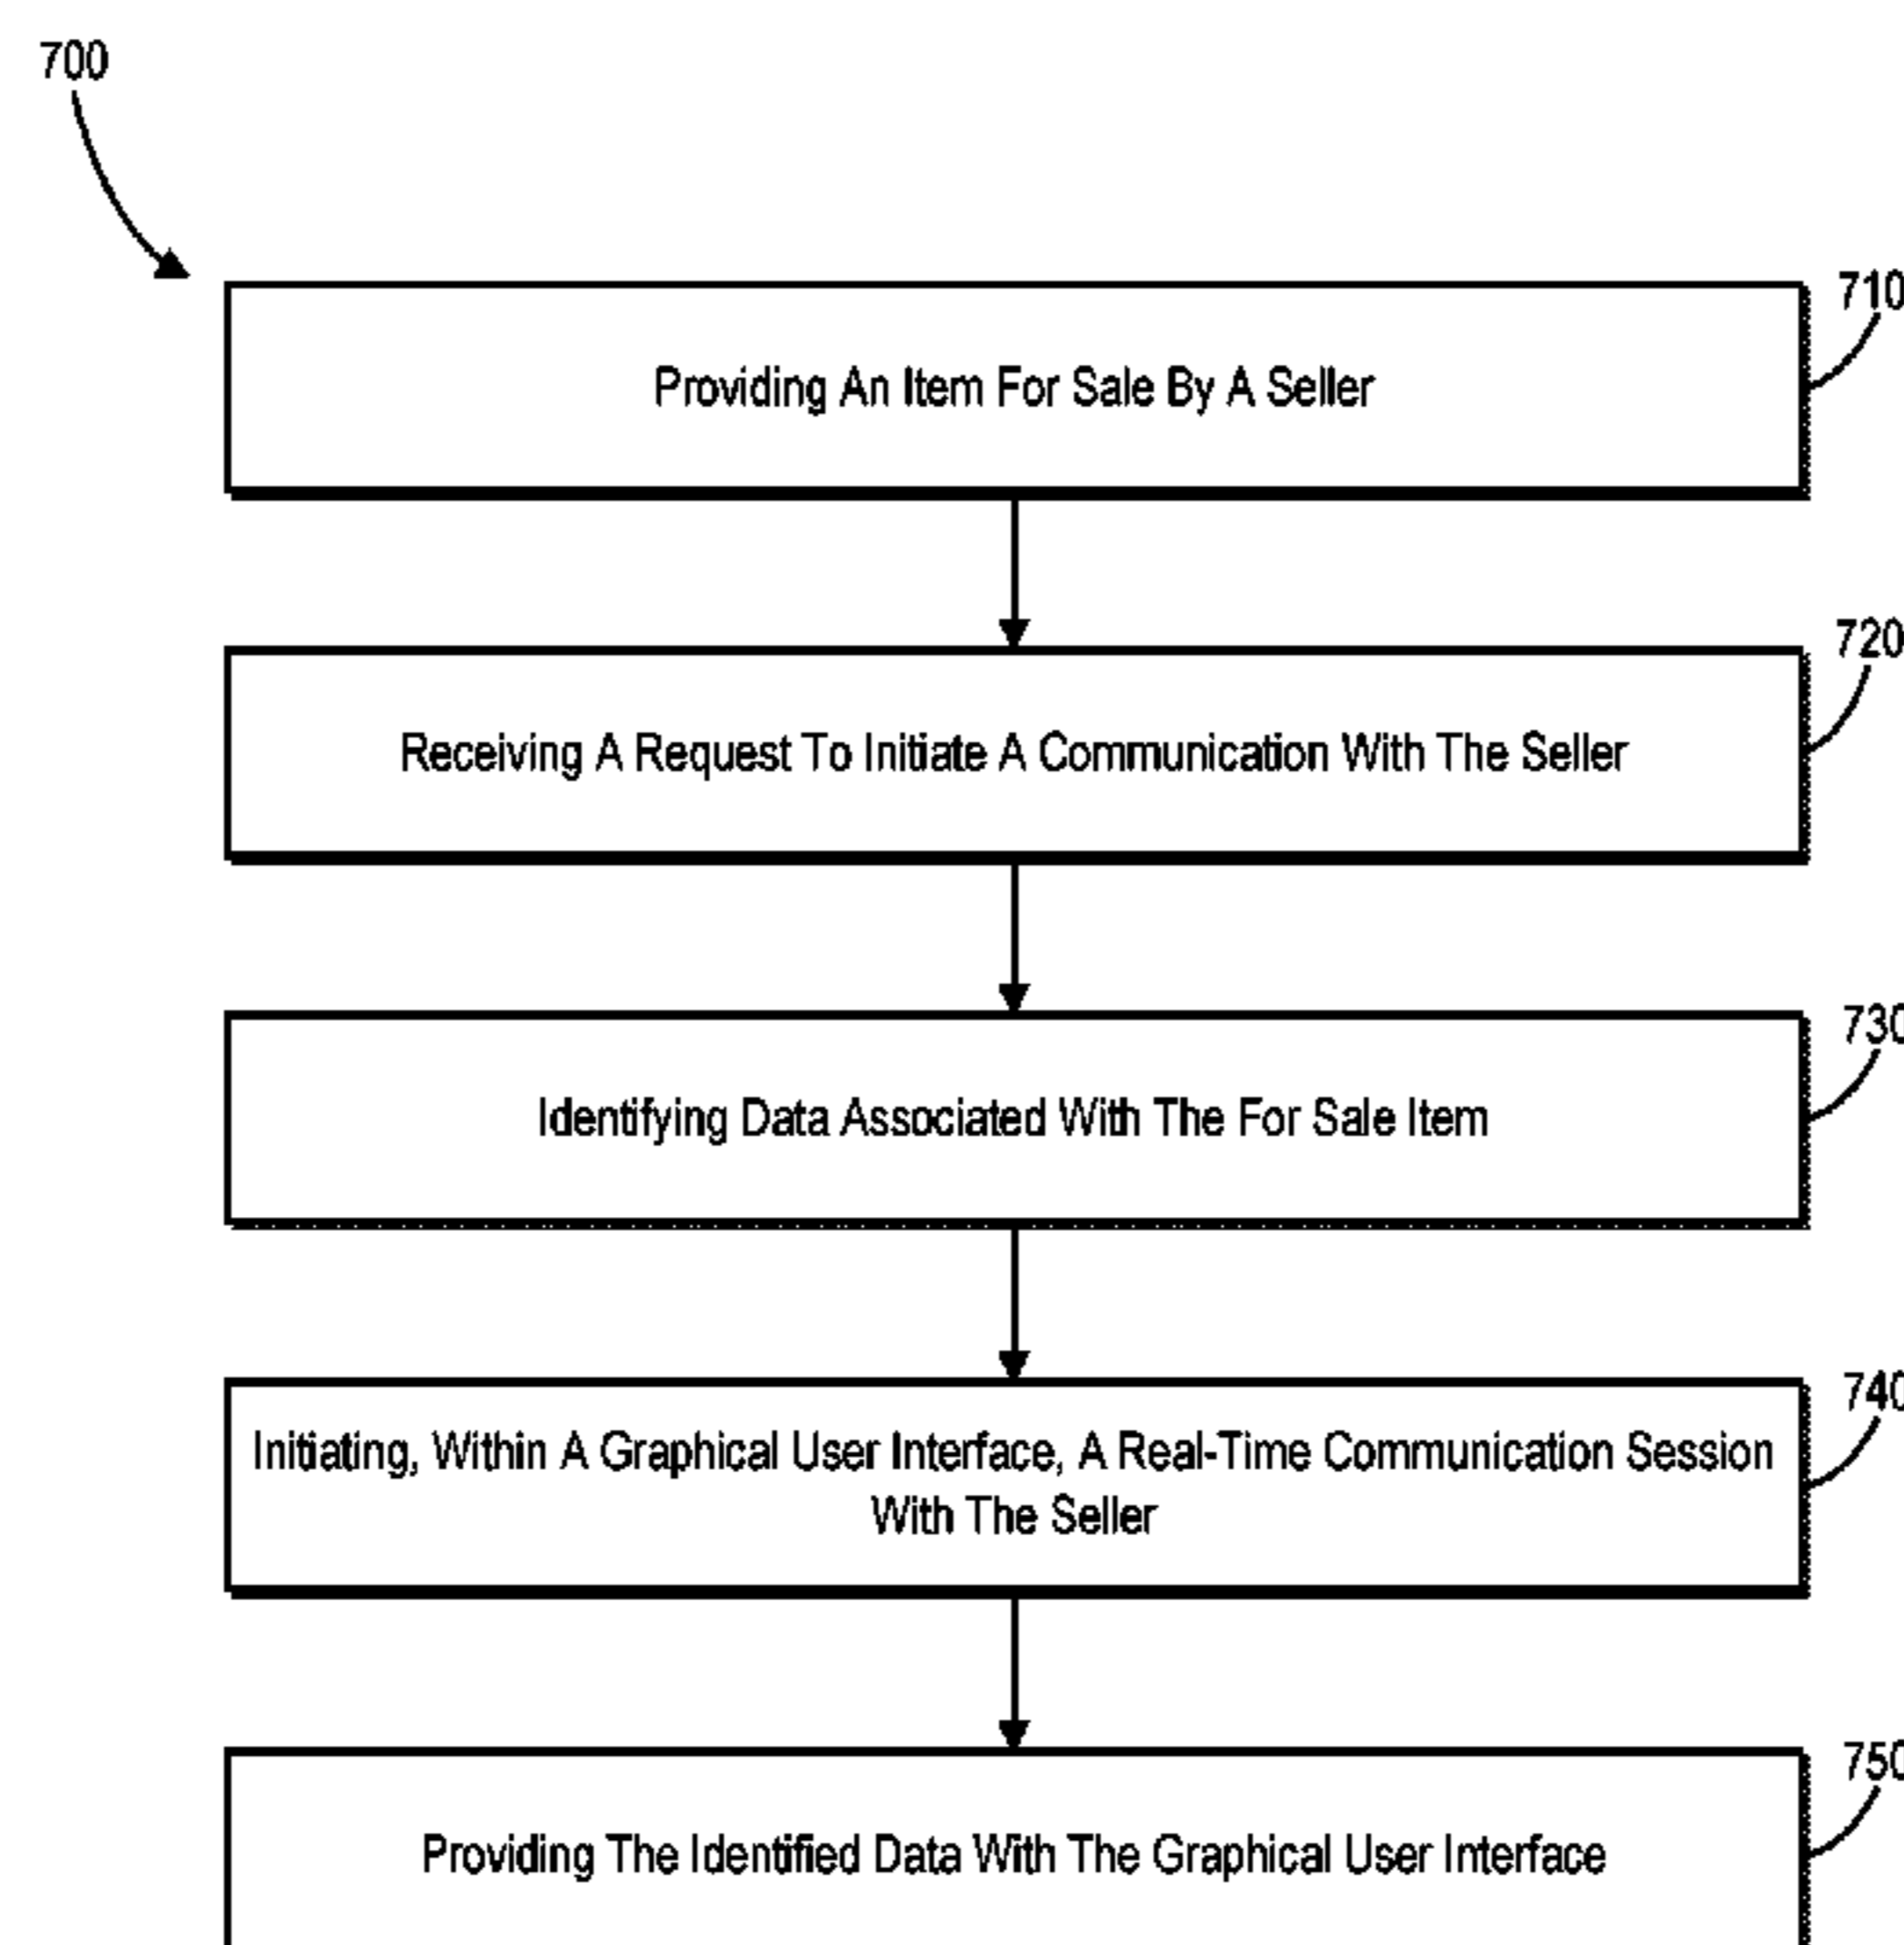 700
710
Providing An Item For Sale By A Seller
720
Receiving A Request To Initiate A Communication With The Seller
730
Identifying Data Associated With The For Sale Item
740
Initiating, Within A Graphical User Interface, A Real-Time Communication Session
With The Seller
750
Providing The Identified Data With The Graphical User Interface